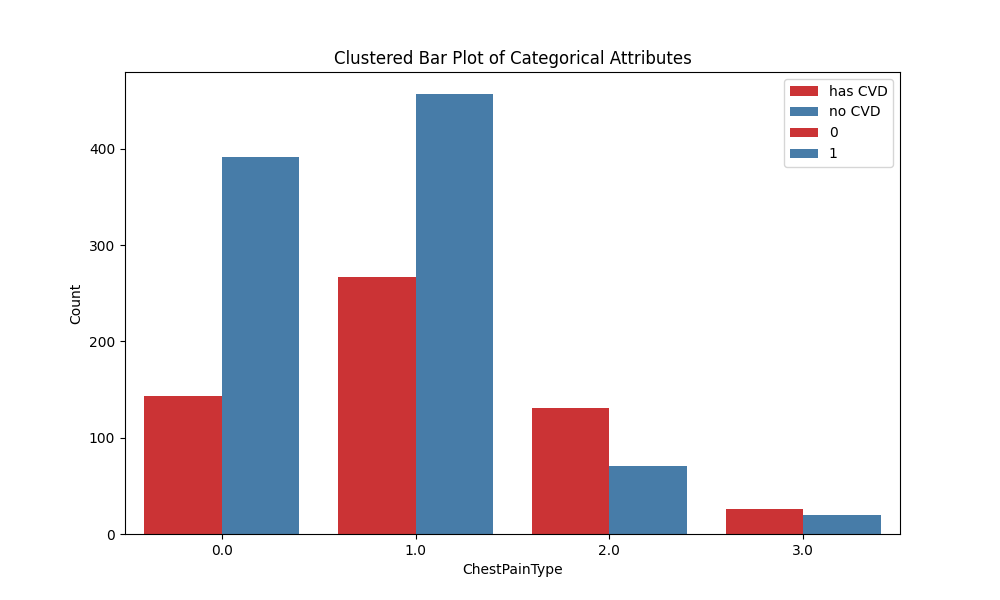 Clustered Bar Plot of Categorical Attributes
has CVD
no CVD
0
1
400
300
200
100
0
Count
0.0 1.0 2.0 3.0
ChestPainType